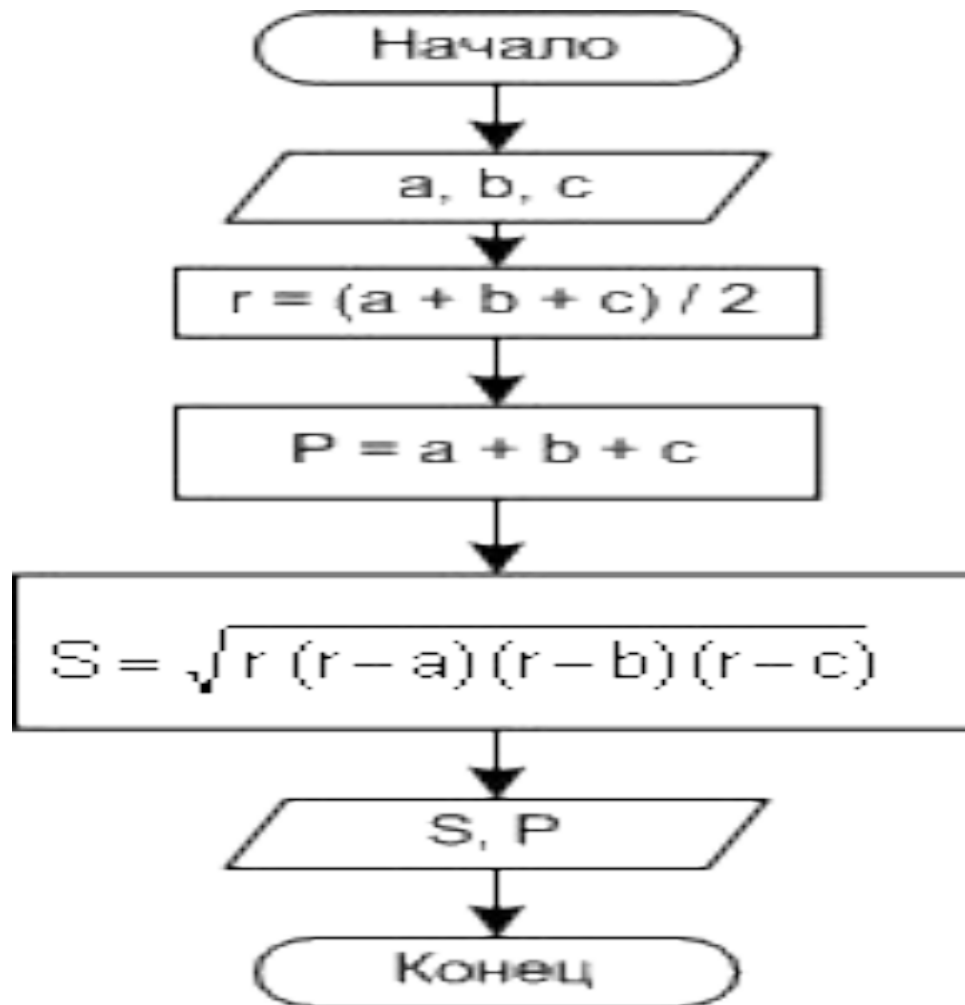 Начало
a, b, c
r = (a + b + c) / 2
P = a + b + c
S = √r (r – a) (r – b) (r – c)
S, P
Конец